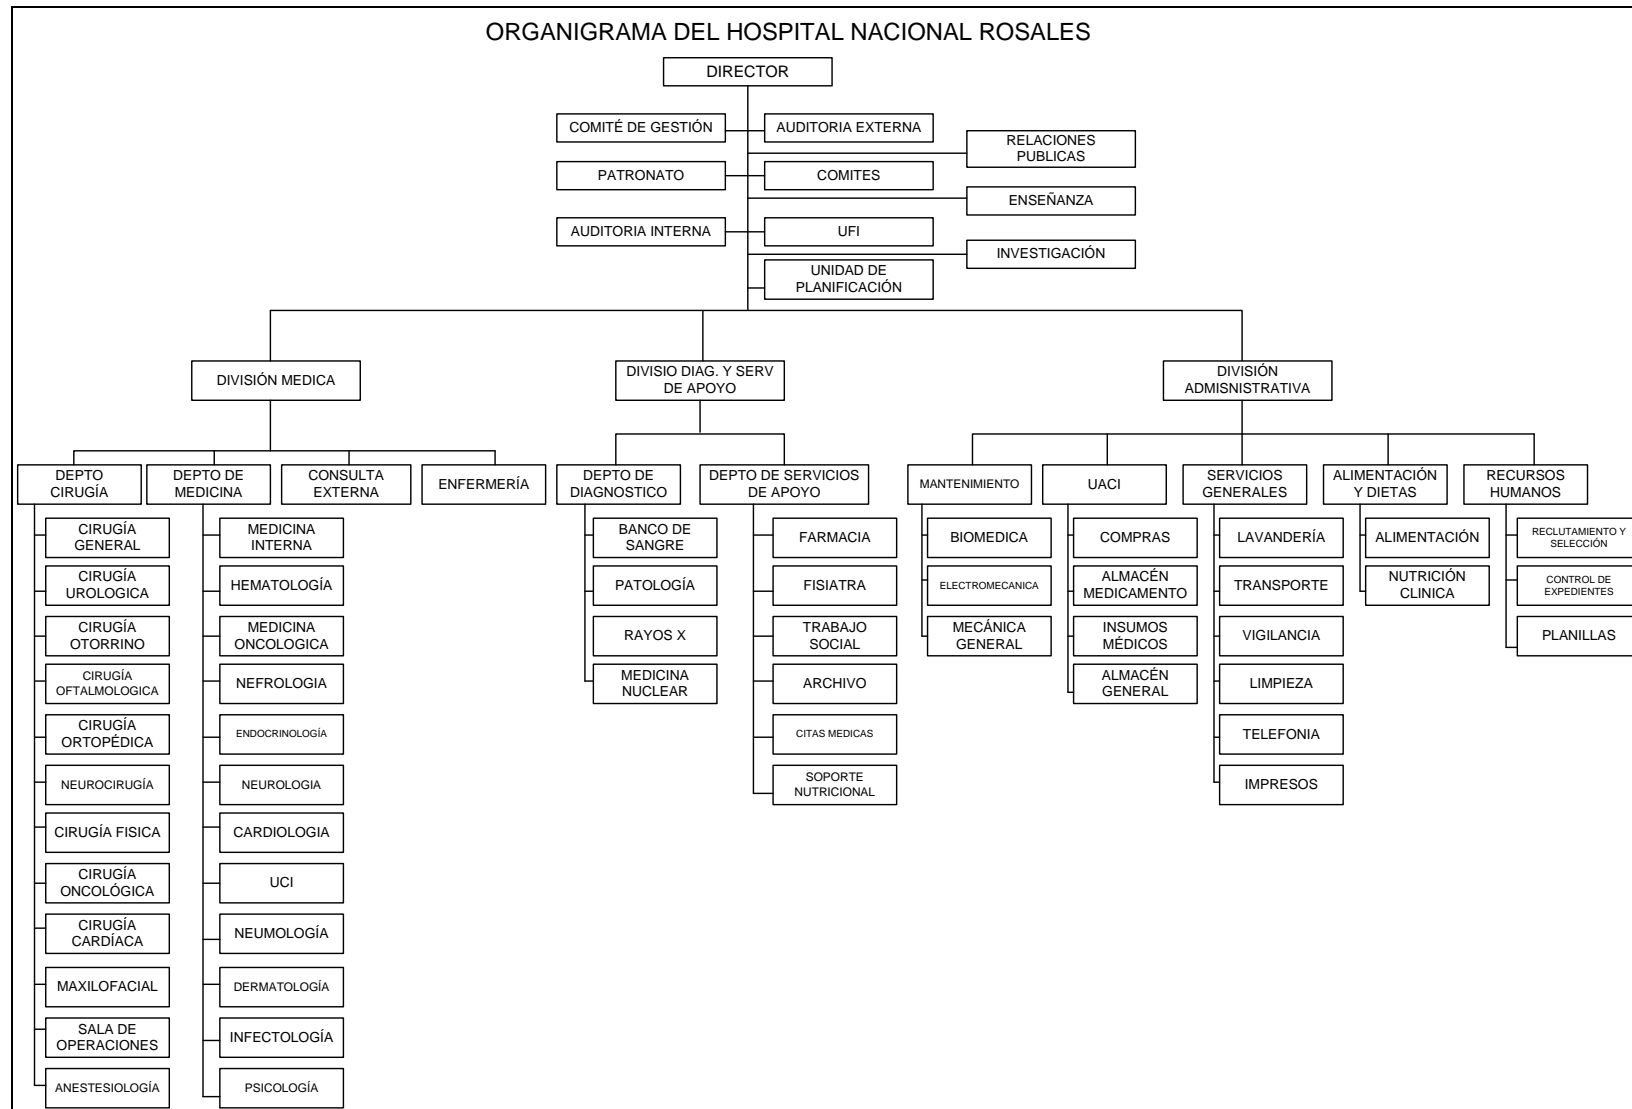 ORGANIGRAMA DEL HOSPITAL NACIONAL ROSALES
DIRECTOR
COMITÉ DE GESTIÓN
AUDITORIA EXTERNA
RELACIONES
PUBLICAS
PATRONATO
COMITES
ENSEÑANZA
AUDITORIA INTERNA
UFI
INVESTIGACIÓN
UNIDAD DE
PLANIFICACIÓN
DIVISIÓN MEDICA
DIVISIO DIAG. Y SERV
DE APOYO
DIVISIÓN
ADMISNISTRATIVA
DEPTO
CIRUGÍA
DEPTO DE
MEDICINA
CONSULTA
EXTERNA
ENFERMERÍA
DEPTO DE
DIAGNOSTICO
DEPTO DE SERVICIOS
DE APOYO
MANTENIMIENTO
UACI
SERVICIOS
GENERALES
ALIMENTACIÓN
Y DIETAS
RECURSOS
HUMANOS
CIRUGÍA
GENERAL
CIRUGÍA
UROLOGICA
CIRUGÍA
OTORRINO
CIRUGÍA
OFTALMOLOGICA
CIRUGÍA
ORTOPÉDICA
NEUROCIRUGÍA
CIRUGÍA FISICA
CIRUGÍA
ONCOLÓGICA
CIRUGÍA
CARDÍACA
MAXILOFACIAL
SALA DE
OPERACIONES
ANESTESIOLOGÍA
MEDICINA
INTERNA
HEMATOLOGÍA
MEDICINA
ONCOLOGICA
NEFROLOGIA
ENDOCRINOLOGÍA
NEUROLOGIA
CARDIOLOGIA
UCI
NEUMOLOGÍA
DERMATOLOGÍA
INFECTOLOGÍA
PSICOLOGÍA
BANCO DE
SANGRE
PATOLOGÍA
RAYOS X
MEDICINA
NUCLEAR
FARMACIA
FISIATRA
TRABAJO
SOCIAL
ARCHIVO
CITAS MEDICAS
SOPORTE
NUTRICIONAL
BIOMEDICA
ELECTROMECANICA
MECÁNICA
GENERAL
COMPRAS
ALMACÉN
MEDICAMENTO
INSUMOS
MÉDICOS
ALMACÉN
GENERAL
LAVANDERÍA
TRANSPORTE
VIGILANCIA
LIMPIEZA
TELEFONIA
IMPRESOS
ALIMENTACIÓN
NUTRICIÓN
CLINICA
RECLUTAMIENTO Y
SELECCIÓN
CONTROL DE
EXPEDIENTES
PLANILLAS